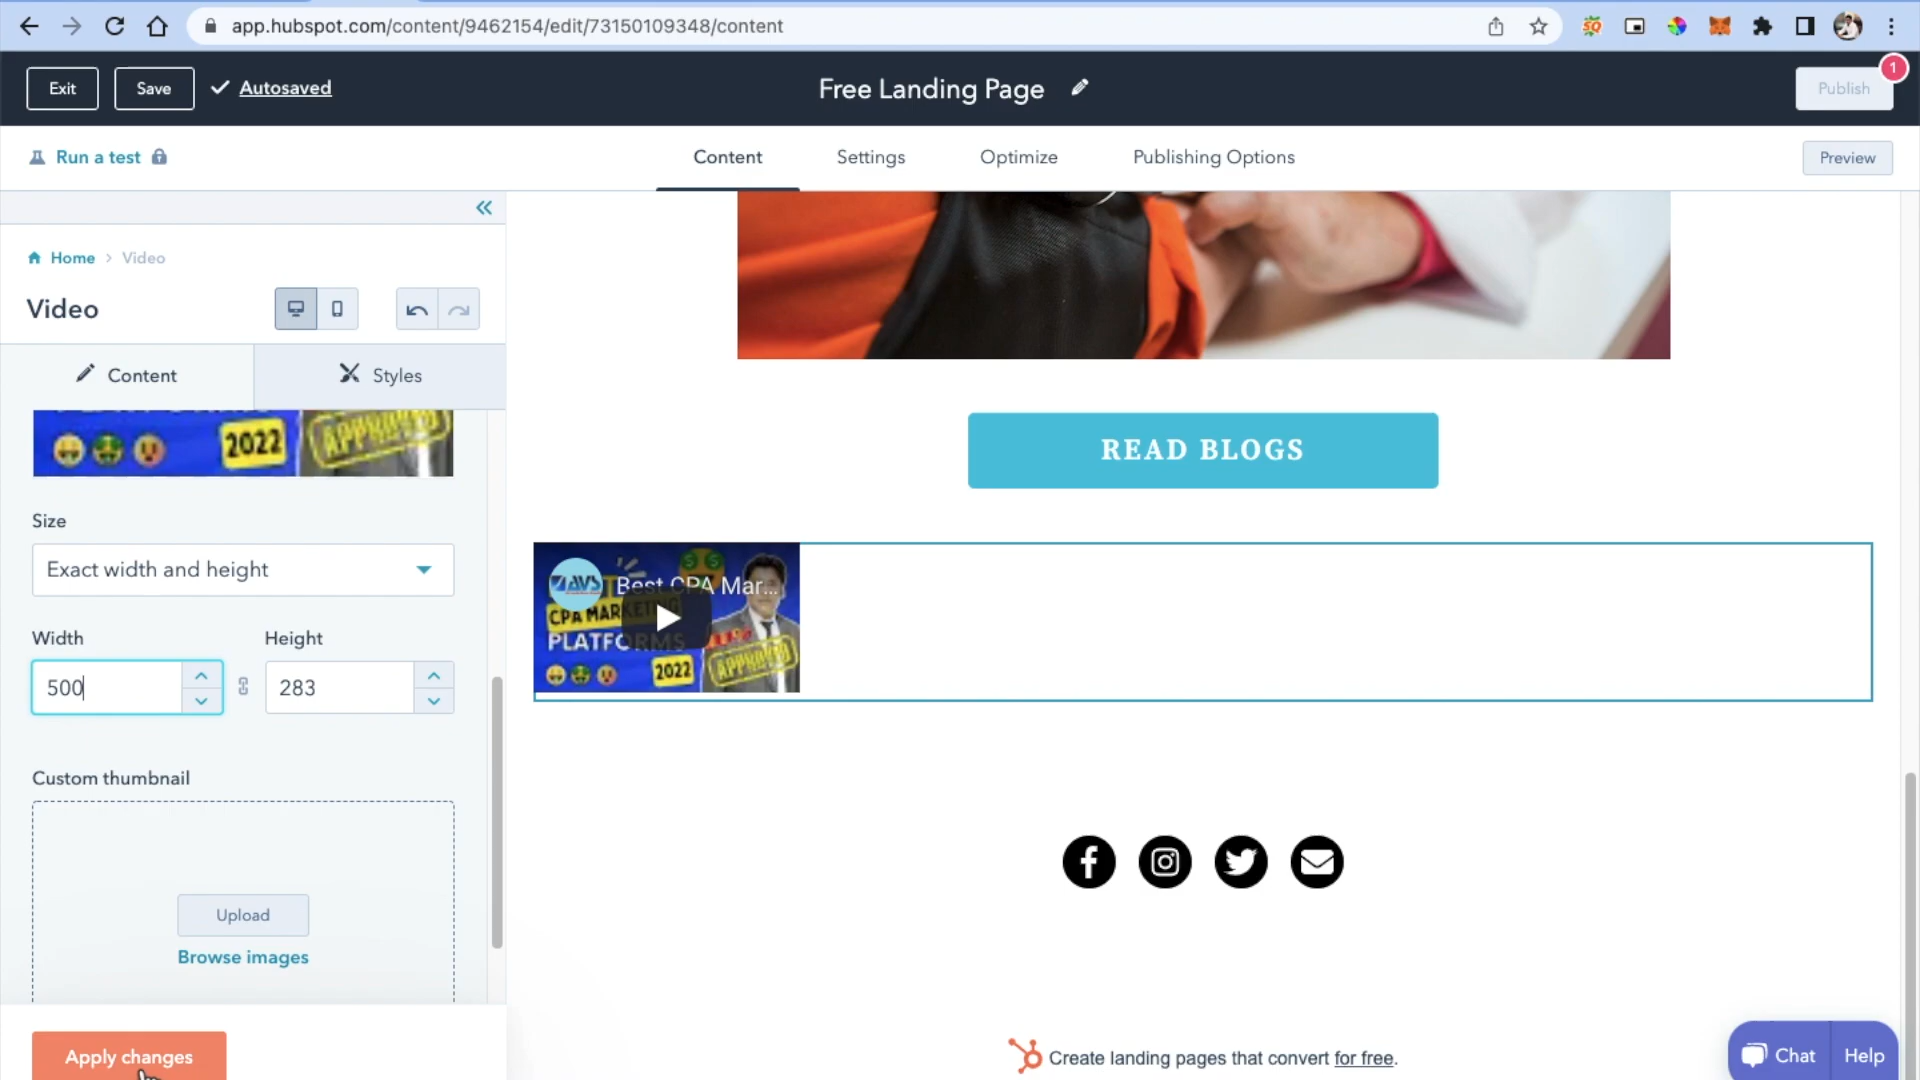 app.hubspot.com/content/9462154/edit/73150109348/content
Exit
Save
Autosaved
Free Landing Page
Publish
1
Run a test
Content
Settings
Optimize
Publishing Options
Preview
Home > Video
Video
Content
Styles
2022
APPROVED
Size
Exact width and height
Width
Height
500
283
Custom thumbnail
Upload
Browse images
Apply changes
READ BLOGS
AVS
Best CPA Mar...
CPA MARKETING
PLATFORMS
2022
APPROVED
Create landing pages that convert for free.
Chat
Help